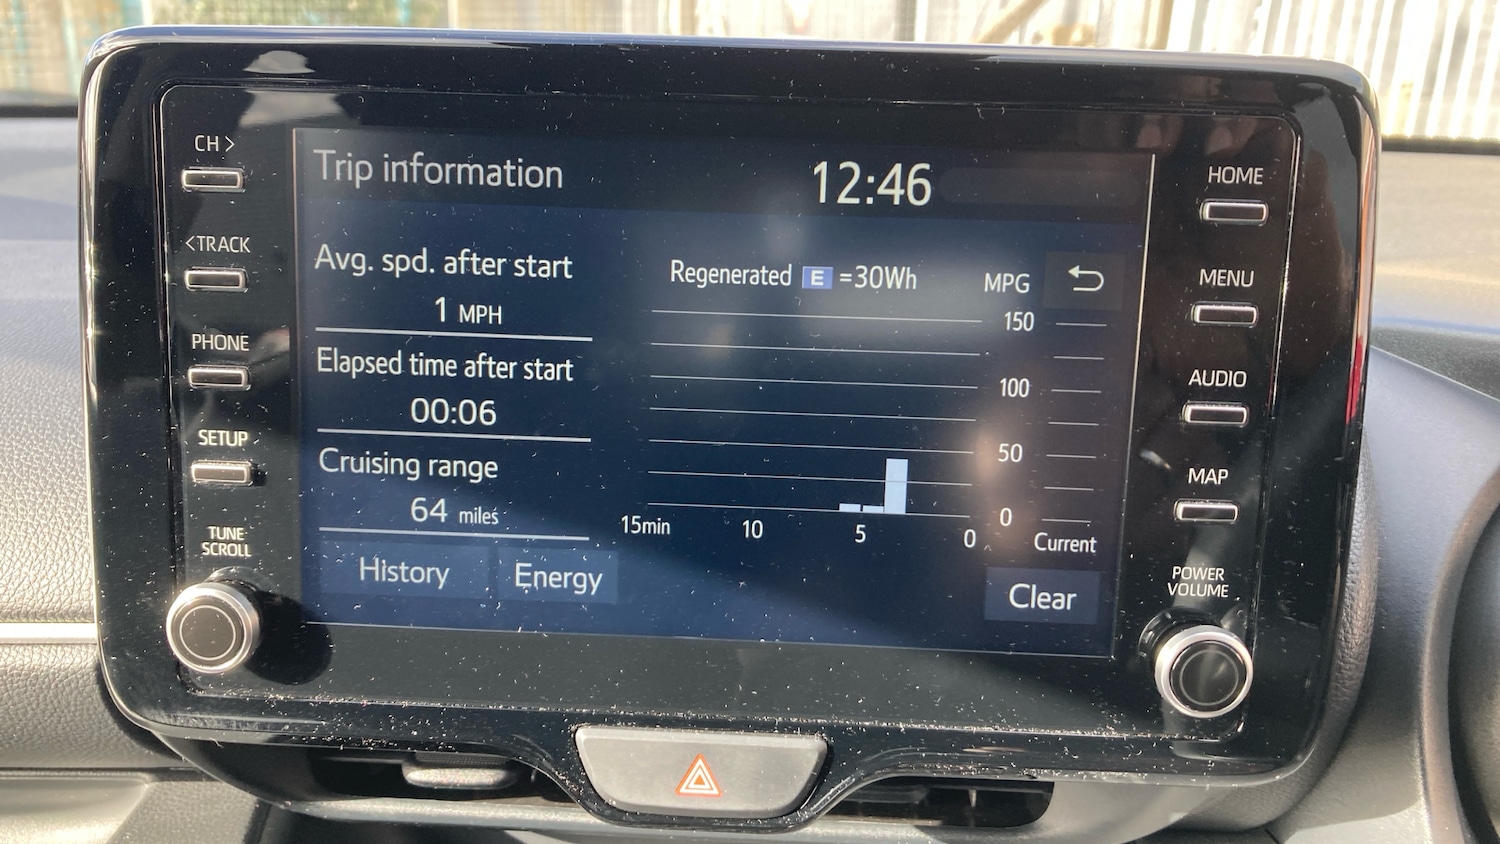 CH >
<TRACK
PHONE
SETUP
TUNE
SCROLL
Trip information
12:46
Avg. spd. after start
1 MPH
Elapsed time after start
00:06
Cruising range
64 miles
History
Energy
Regenerated E =30Wh
MPG
150
100
50
0
15min 10 5 0 Current
Clear
HOME
MENU
AUDIO
MAP
POWER
VOLUME